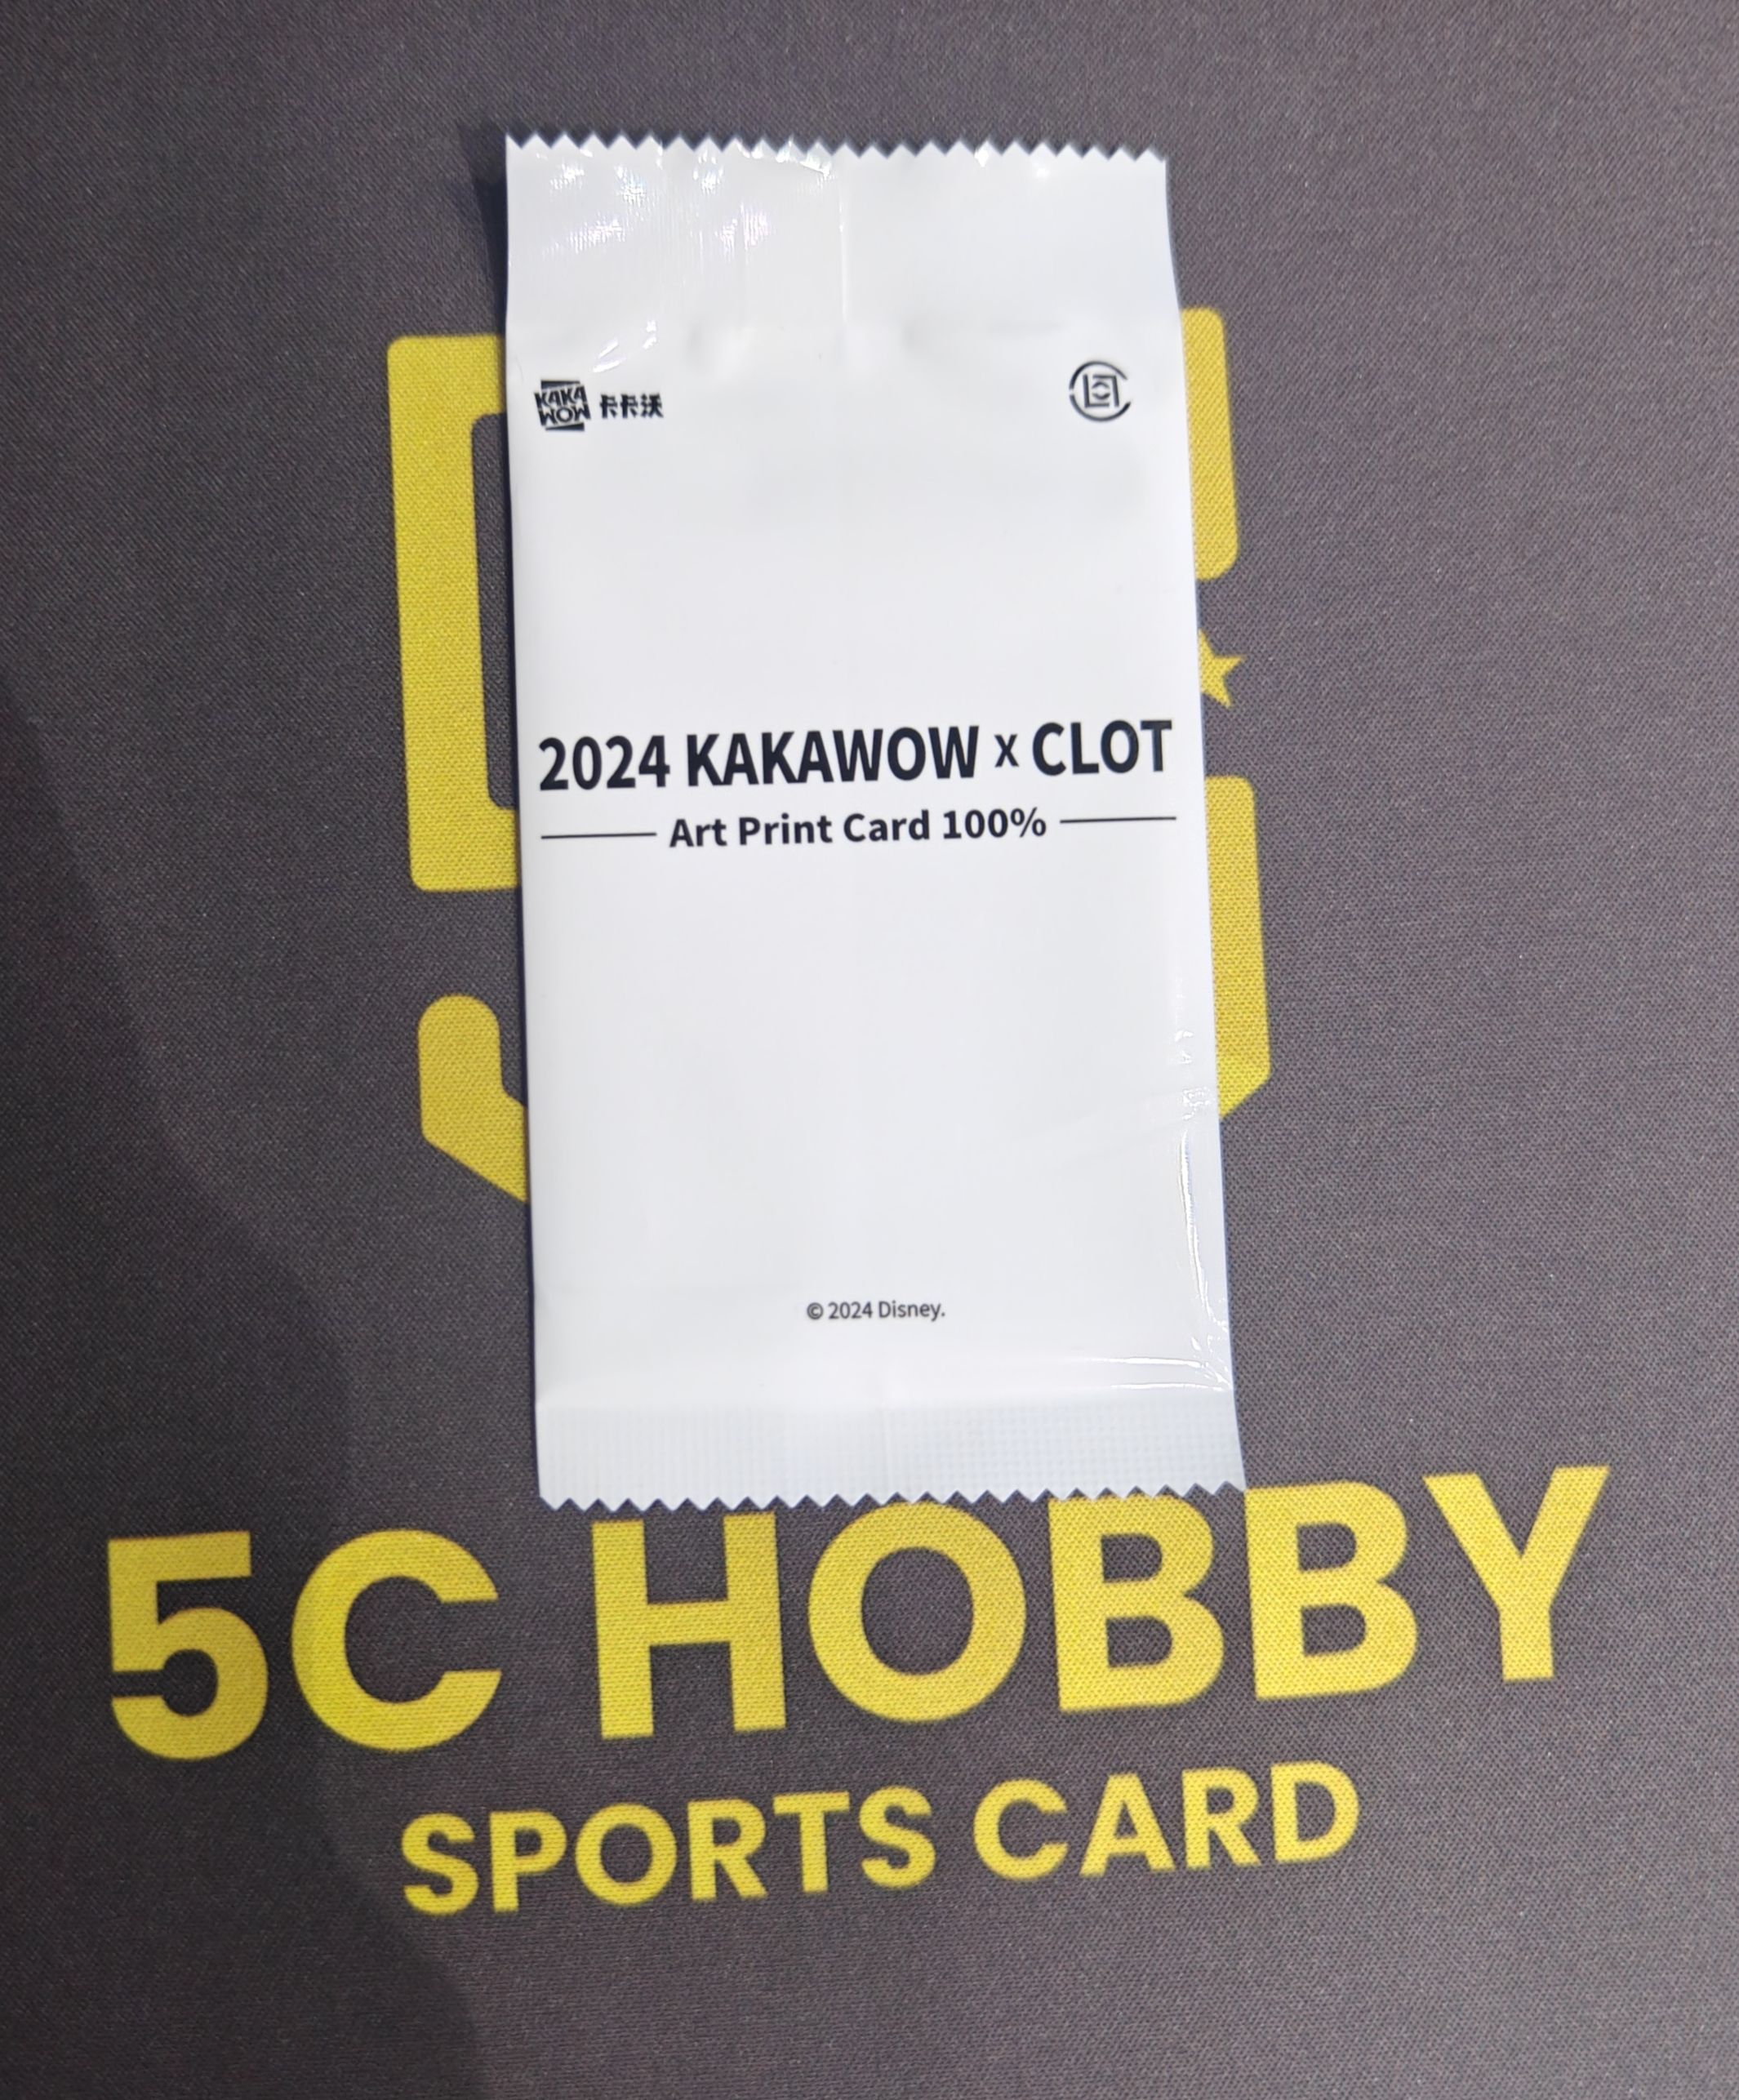 KAKA WOW 卡卡沃
2024 KAKAWOW x CLOT
Art Print Card 100%
© 2024 Disney.
5C HOBBY
SPORTS CARD